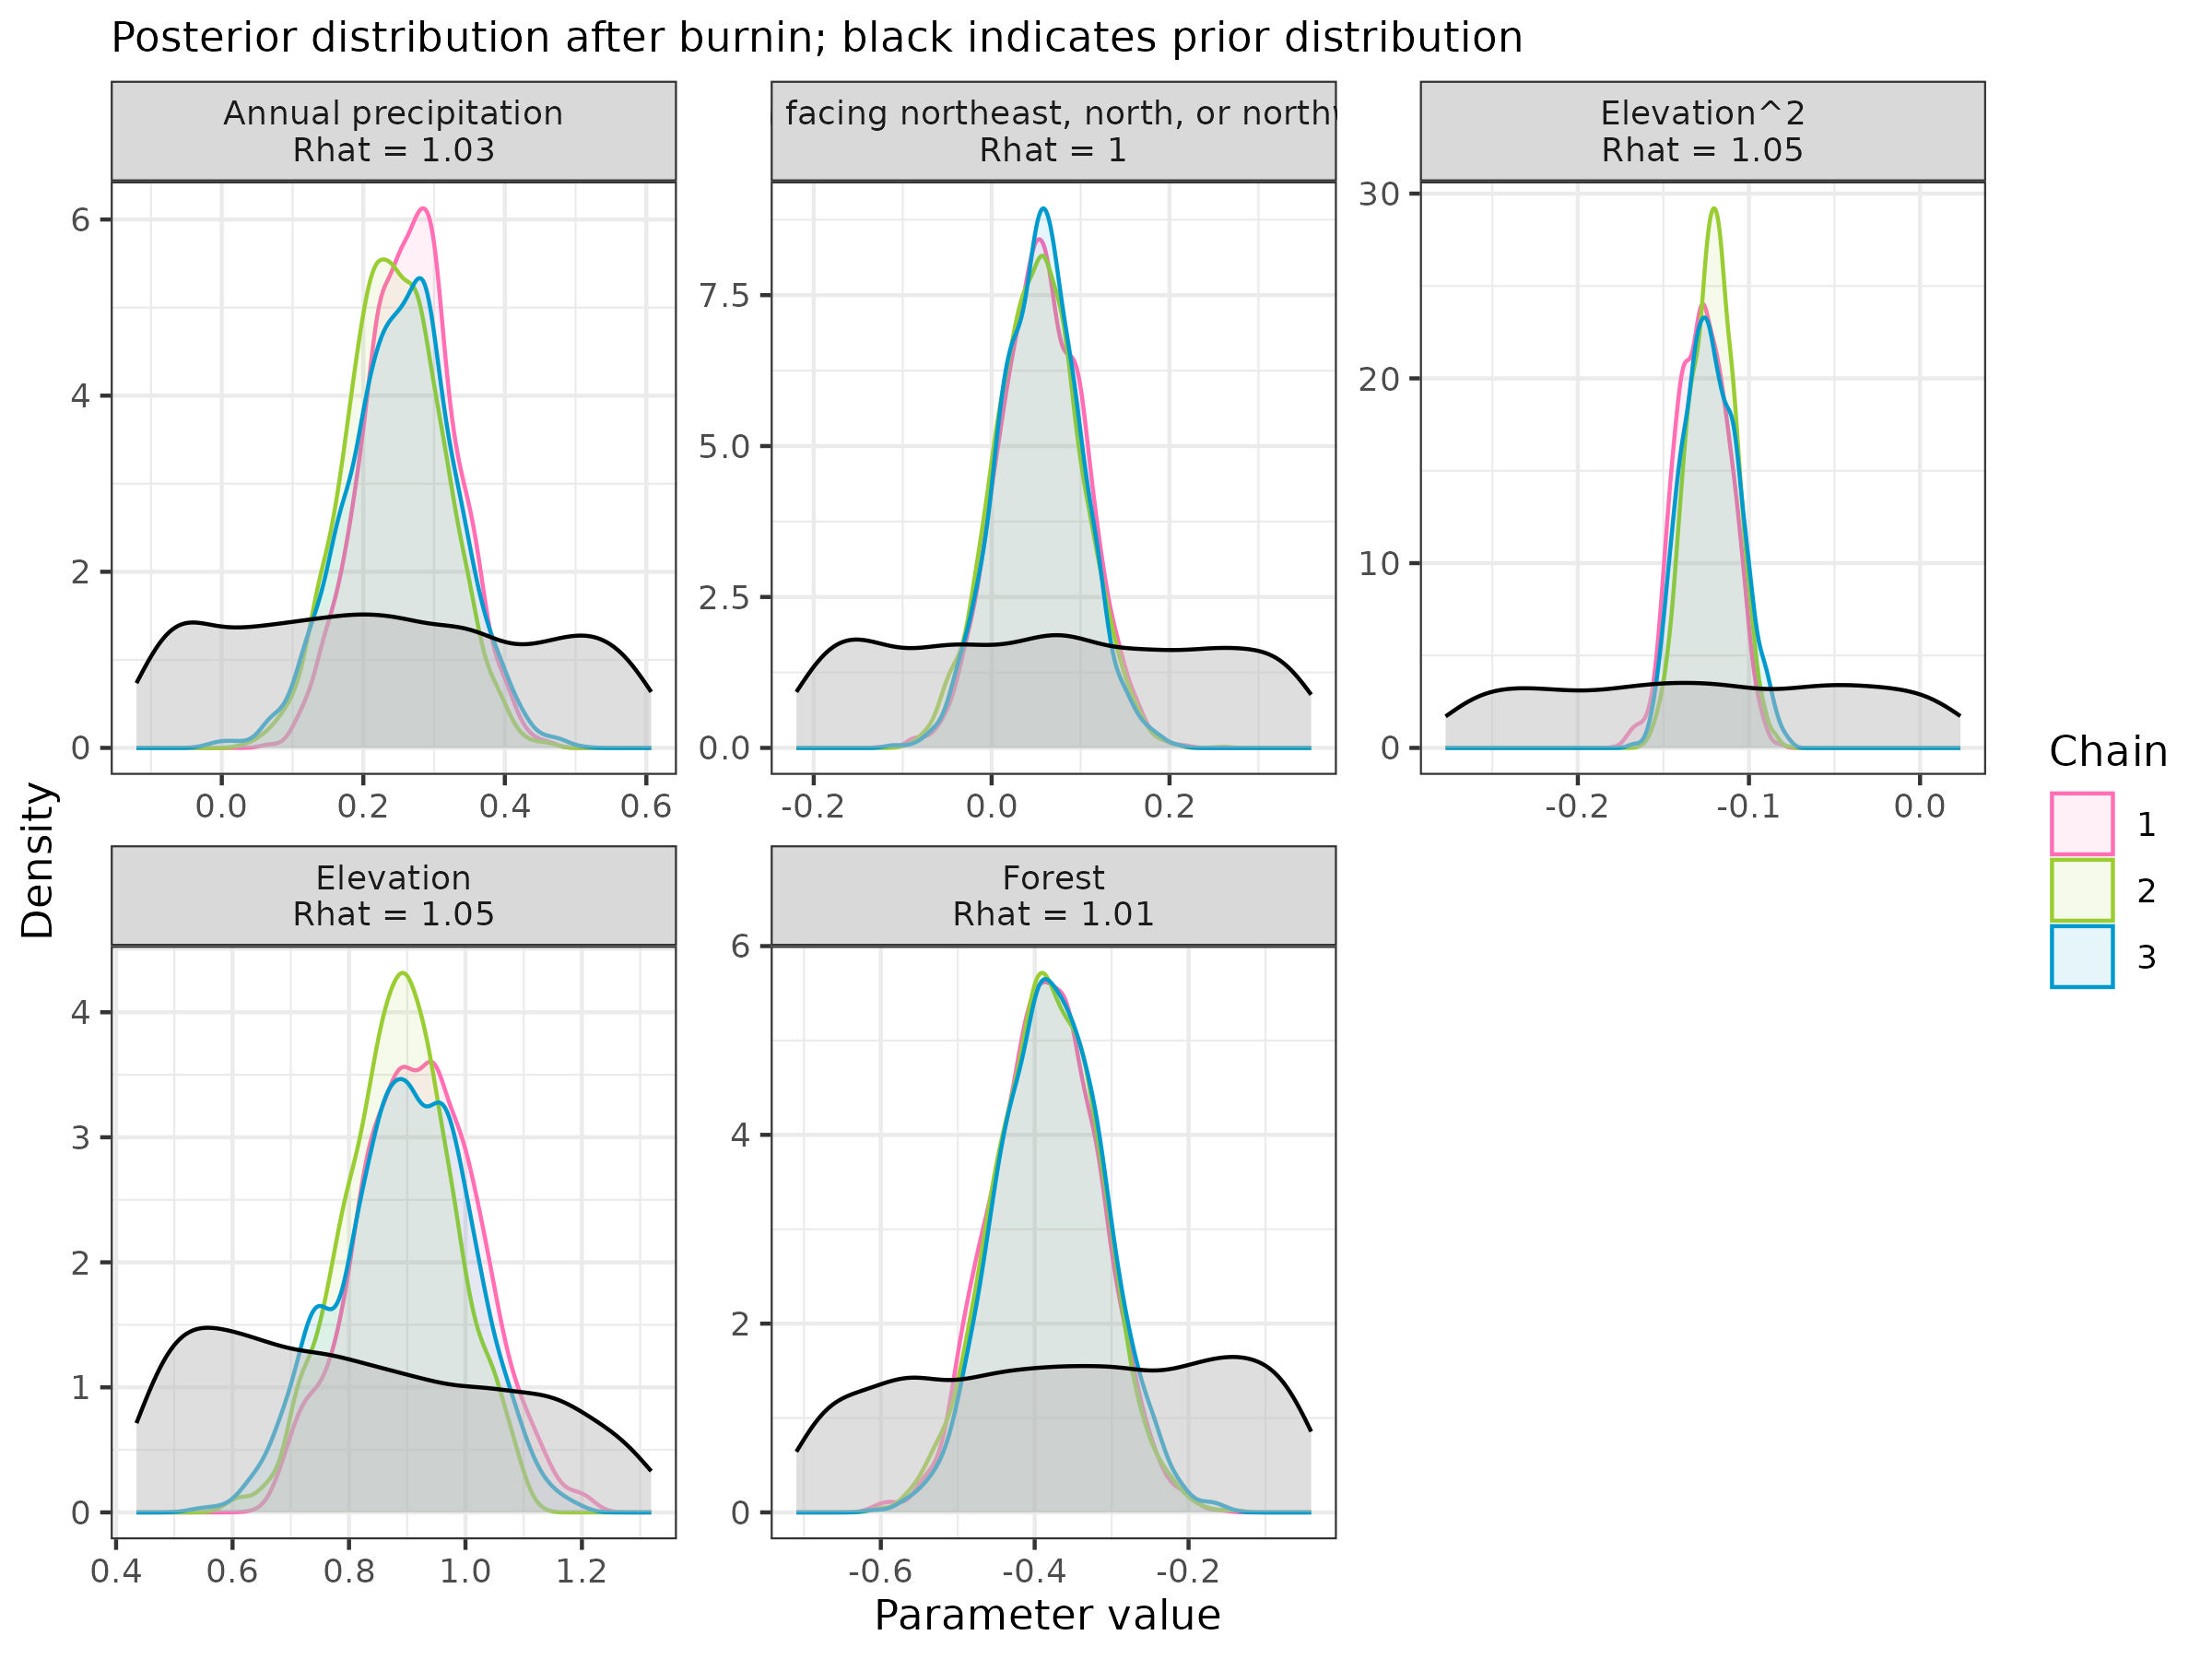 Posterior distribution after burnin; black indicates prior distribution
Annual precipitation
Rhat = 1.03
facing northeast, north, or north
Rhat = 1
Elevation^2
Rhat = 1.05
6
4
2
0
0.0 0.2 0.4 0.6
7.5
5.0
2.5
0.0
-0.2 0.0 0.2
30
20
10
0
-0.2 -0.1 0.0
Elevation
Rhat = 1.05
Forest
Rhat = 1.01
4
3
2
1
0
0.4 0.6 0.8 1.0 1.2
6
4
2
0
-0.6 -0.4 -0.2
Density
Parameter value
Chain
1
2
3